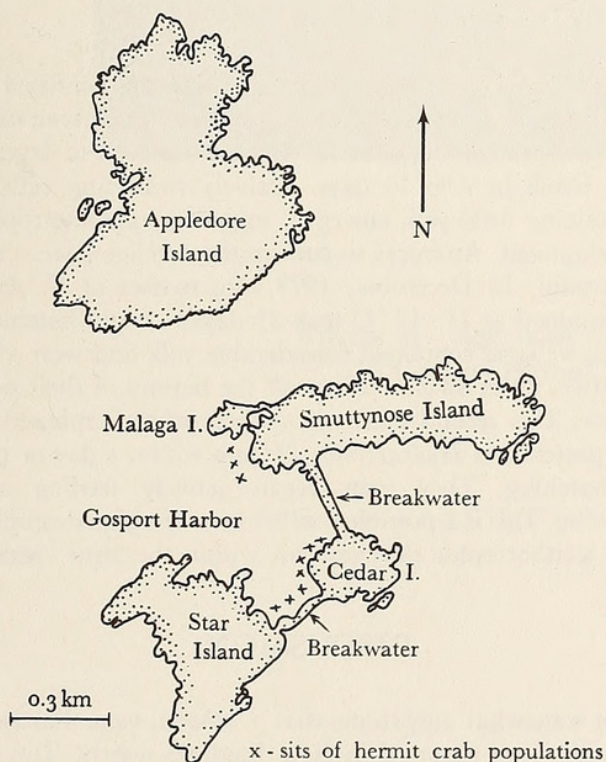 Appledore
Island
N
Malaga I.
Smuttynose Island
Breakwater
Gosport Harbor
Cedar I.
Star
Island
Breakwater
0.3 km
x - sits of hermit crab populations